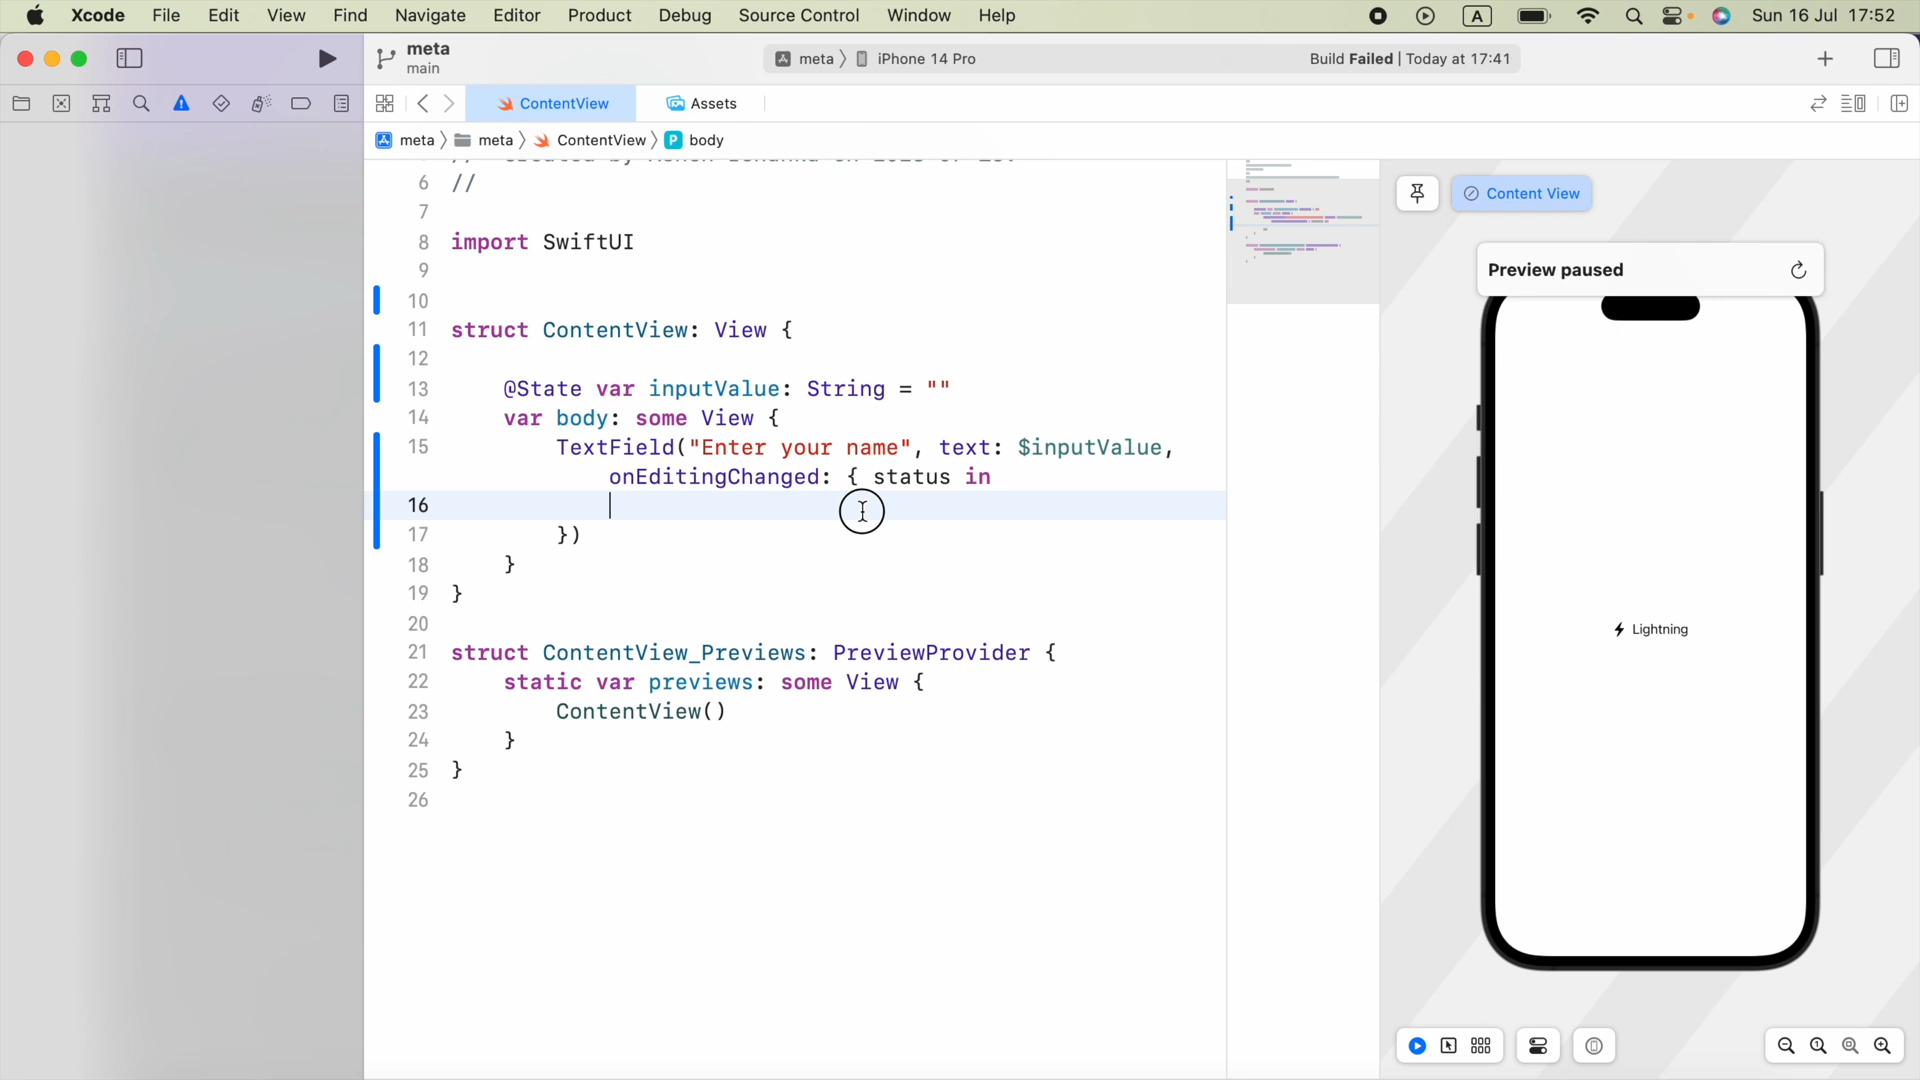 Xcode File Edit View Find Navigate Editor Product Debug Source Control Window Help A Sun 16 Jul 17:52
meta
main
meta 〉 iPhone 14 Pro Build Failed | Today at 17:41
ContentView Assets
meta 〉 meta 〉 ContentView 〉 P body
6 //
7
8 import SwiftUI
9
10
11 struct ContentView: View {
12
13 @State var inputValue: String = ""
14 var body: some View {
15 TextField("Enter your name", text: $inputValue,
onEditingChanged: { status in
16
17 })
18 }
19 }
20
21 struct ContentView_Previews: PreviewProvider {
22 static var previews: some View {
23 ContentView()
24 }
25 }
26
Content View
Preview paused
Lightning